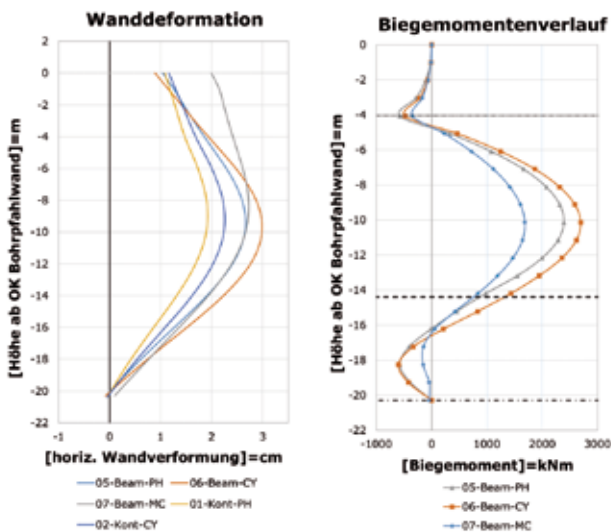 Wanddeformation
[Höhe ab OK Bohrpfahlwand]=m
2
0
-2
-4
-6
-8
-10
-12
-14
-16
-18
-20
-22
-1
0
1
2
3
[horiz. Wandverformung]=cm
05-Beam-PH
06-Beam-CY
07-Beam-MC
01-Kont-PH
02-Kont-CY
Biegemomentenverlauf
[Höhe ab OK Bohrpfahlwand]=m
2
0
-2
-4
-6
-8
-10
-12
-14
-16
-18
-20
-22
-1000
0
1000
2000
3000
[Biegemoment]=kNm
05-Beam-PH
06-Beam-CY
07-Beam-MC